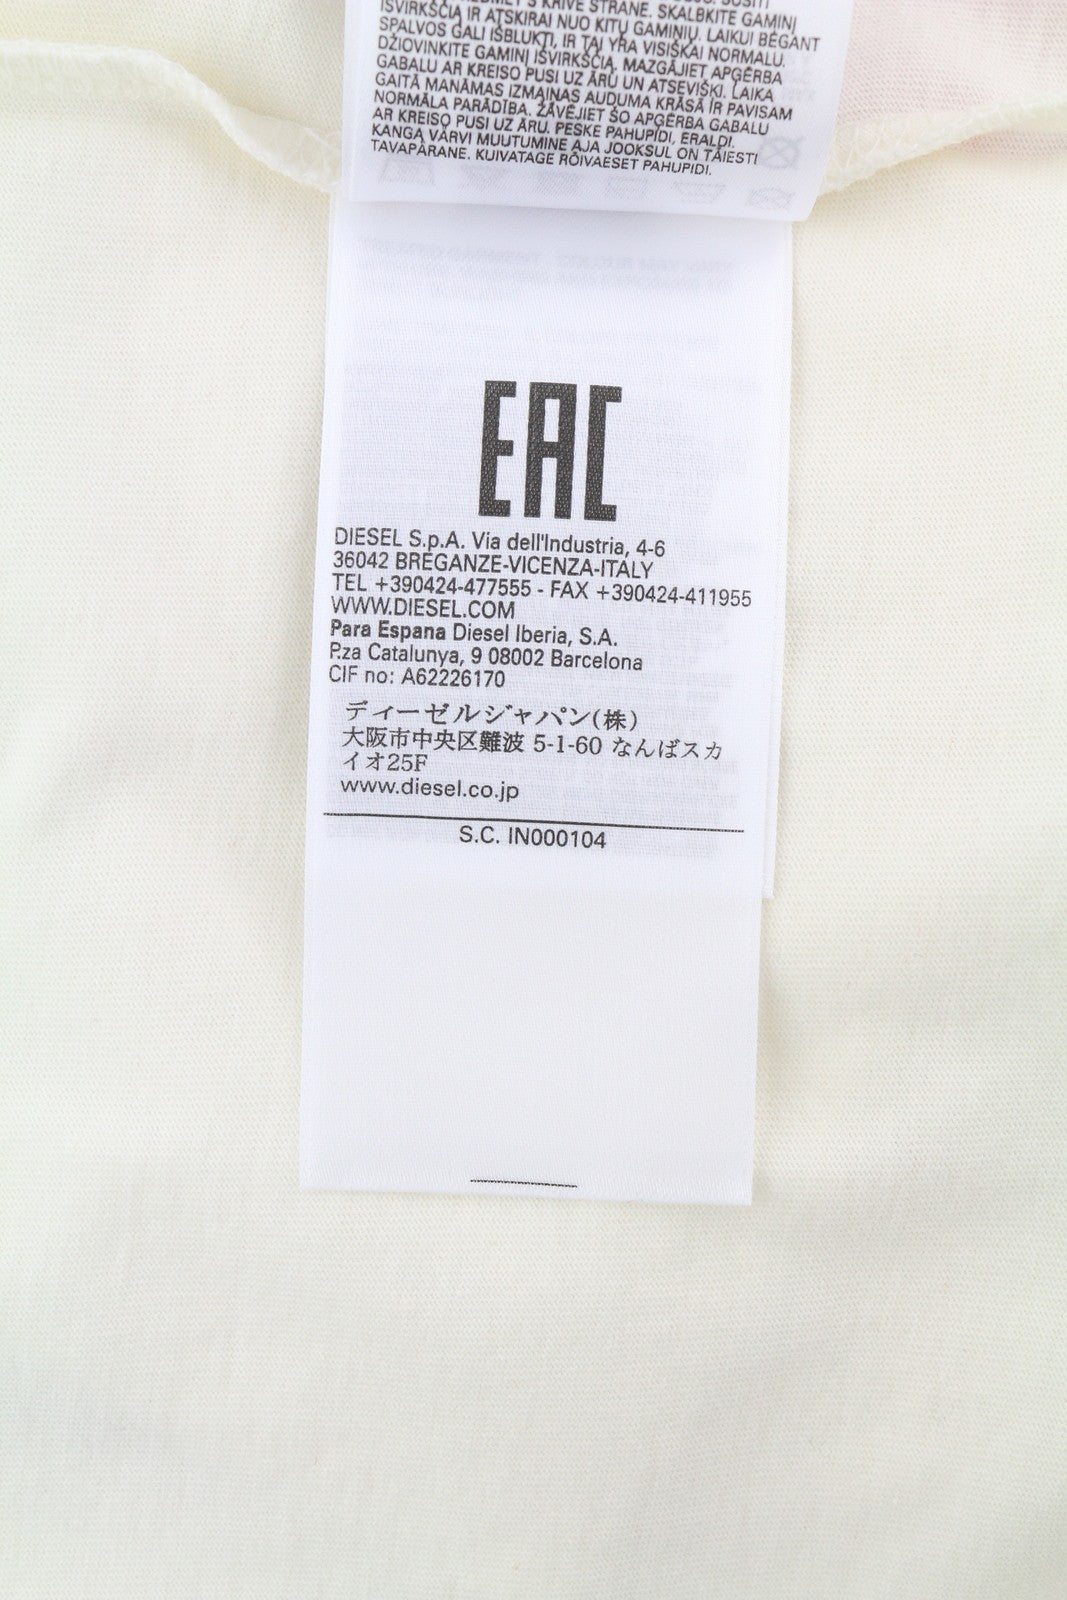 IŠVIRKŠČIĄ IR ATSKIRAI NUO KITŲ GAMINIŲ. LAIKUI BĖGANT
SPALVOS GALI IŠBLUKTI, IR TAI YRA VISIŠKAI NORMALU.
DŽIOVINKITE GAMINĮ IŠVIRKŠČIĄ. MAZGĀJIET APĢĒRBA
GABALU AR KREISO PUSI UZ ĀRU UN ATSEVIŠĶI. LAIKA
GAITĀ MANĀMAS IZMAIŅAS AUDUMA KRĀSĀ IR PAVISAM
NORMĀLA PARĀDĪBA. ŽĀVĒJIET ŠO APĢĒRBA GABALU
AR KREISO PUSI UZ ĀRU. PESKE PAHUPIDI, ERALDI.
KANGA VÄRVI MUUTUMINE AJA JOOKSUL ON TÄIESTI
TAVAPÄRANE. KUIVATAGE RÕIVAESET PAHUPIDI.
EAC
DIESEL S.p.A. Via dell'Industria, 4-6
36042 BREGANZE-VICENZA-ITALY
TEL +390424-477555 - FAX +390424-411955
WWW.DIESEL.COM
Para Espana Diesel Iberia, S.A.
P.za Catalunya, 9 08002 Barcelona
CIF no: A62226170
ディーゼルジャパン(株)
大阪市中央区難波 5-1-60 なんばスカ
イオ25F
www.diesel.co.jp
S.C. IN000104